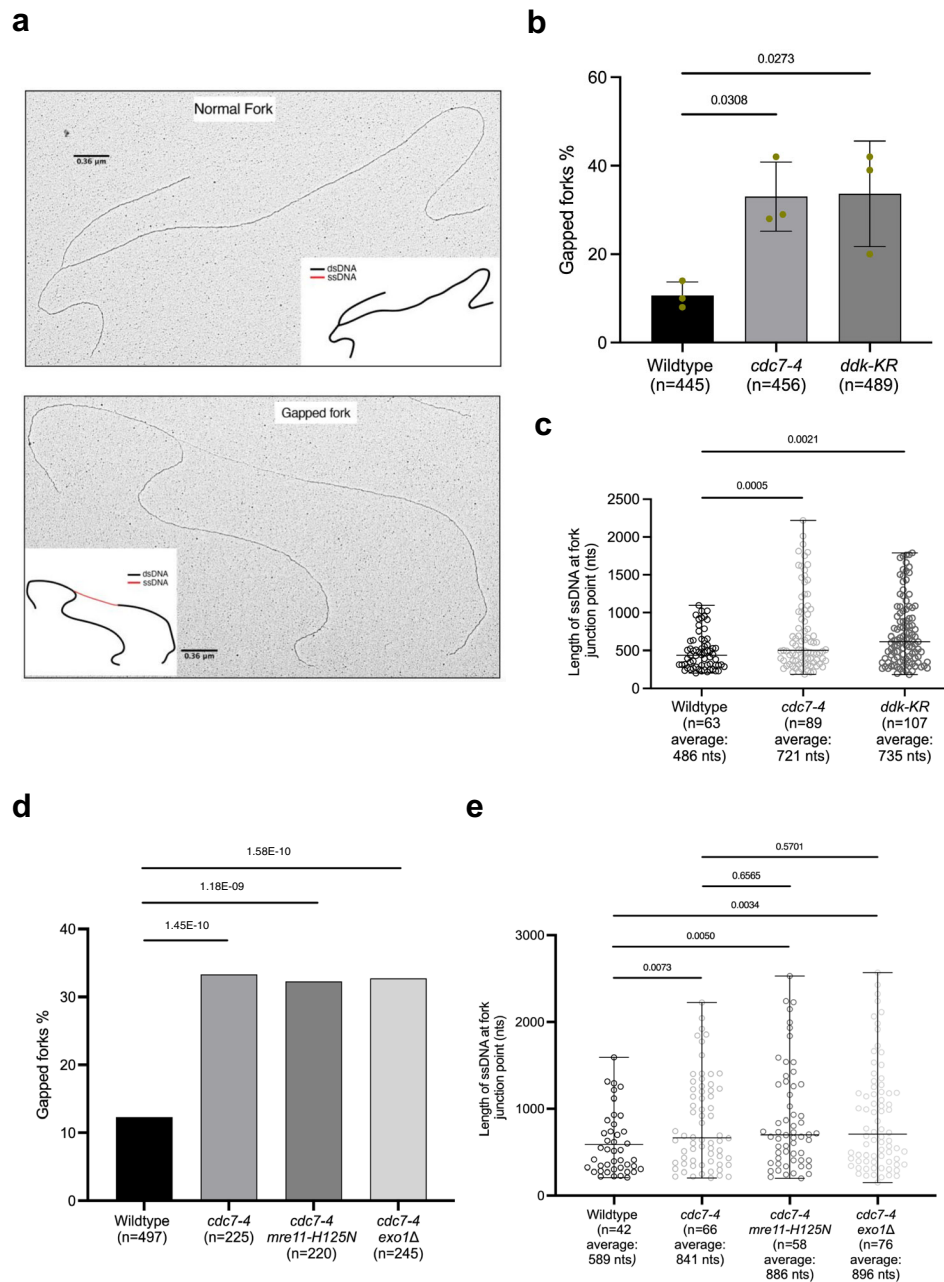 a
Normal Fork
0.36 μm
dsDNA
ssDNA
Gapped fork
dsDNA
ssDNA
0.36 μm
b
0.0273
0.0308
60
40
20
0
Gapped forks %
Wildtype
(n=445)
cdc7-4
(n=456)
ddk-KR
(n=489)
c
0.0021
0.0005
2500
2000
1500
1000
500
0
Length of ssDNA at fork
junction point (nts)
Wildtype
(n=63
average:
486 nts)
cdc7-4
(n=89
average:
721 nts)
ddk-KR
(n=107
average:
735 nts)
d
1.58E-10
1.18E-09
1.45E-10
40
30
20
10
0
Gapped forks %
Wildtype
(n=497)
cdc7-4
(n=225)
cdc7-4
mre11-H125N
(n=220)
cdc7-4
exo1Δ
(n=245)
e
0.5701
0.6565
0.0034
0.0050
0.0073
3000
2000
1000
0
Length of ssDNA at fork
junction point (nts)
Wildtype
(n=42
average:
589 nts)
cdc7-4
(n=66
average:
841 nts)
cdc7-4
mre11-H125N
(n=58
average:
886 nts)
cdc7-4
exo1Δ
(n=76
average:
896 nts)